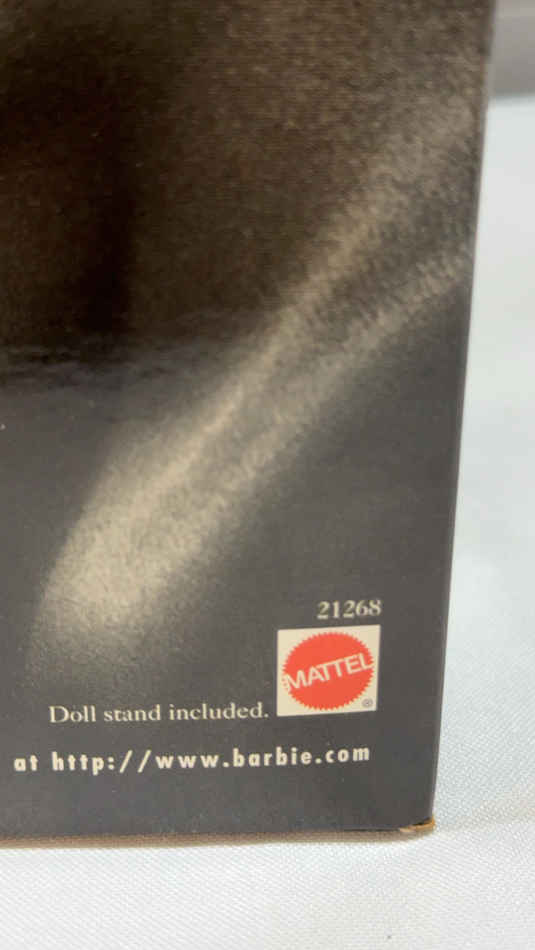 21268
MATTEL
®
Doll stand included.
at http://www.barbie.com